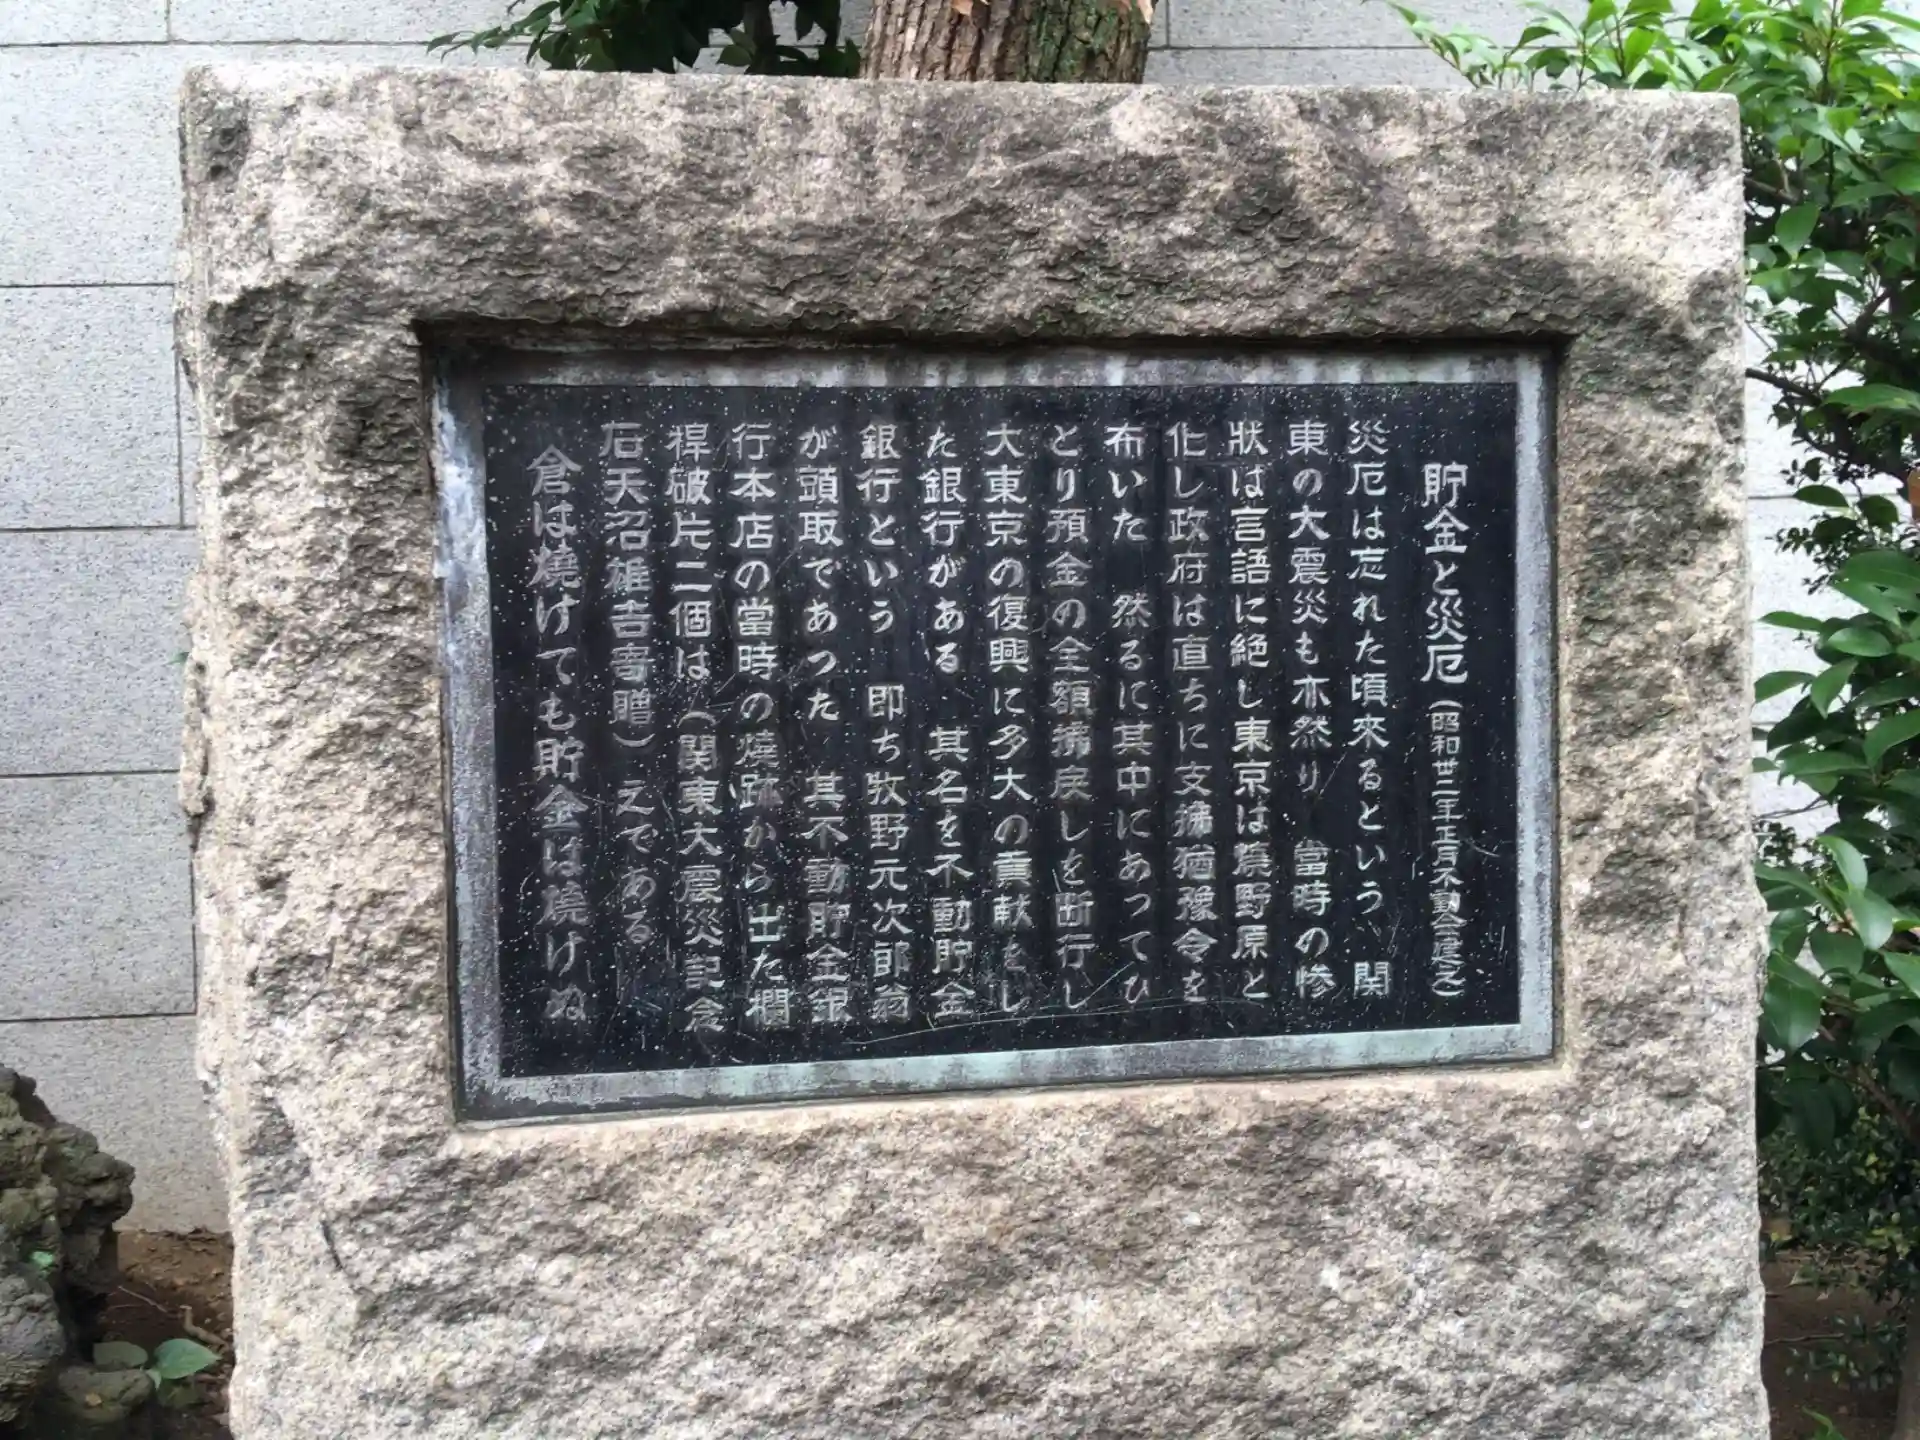 貯金と災厄(昭和卅二年正月不動会建之)
災厄は忘れた頃來るという 関
東の大震災も亦然り 當時の惨
狀は言語に絶し東京は焼野原と
化し政府は直ちに支拂猶豫令を
布いた 然るに其中にあつてひ
とり預金の全額拂戻しを断行し
大東京の復興に多大の貢献をし
た銀行がある 其名を不動貯金
銀行という 即ち牧野元次郎翁
が頭取であつた 其不動貯金銀
行本店の當時の燒跡から出た欄
桿破片二個は(関東大震災記念
石天沼雄吉寄贈)えである
倉は燒けても貯金は燒けぬ